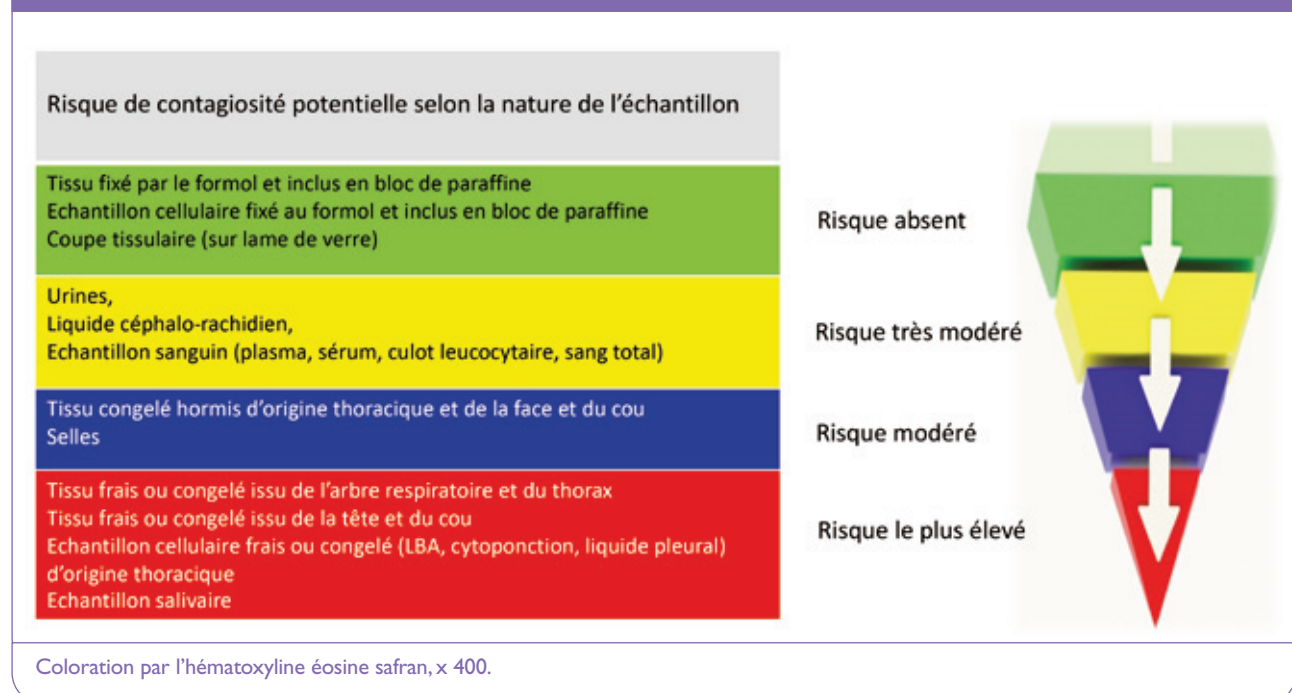 Risque de contagiosité potentielle selon la nature de l'échantillon
Tissu fixé par le formol et inclus en bloc de paraffine
Echantillon cellulaire fixé au formol et inclus en bloc de paraffine
Coupe tissulaire (sur lame de verre)
Risque absent
Urines,
Liquide céphalo-rachidien,
Echantillon sanguin (plasma, sérum, culot leucocytaire, sang total)
Risque très modéré
Tissu congelé hormis d'origine thoracique et de la face et du cou
Selles
Risque modéré
Tissu frais ou congelé issu de l'arbre respiratoire et du thorax
Tissu frais ou congelé issu de la tête et du cou
Echantillon cellulaire frais ou congelé (LBA, cytoponction, liquide pleural)
d'origine thoracique
Echantillon salivaire
Risque le plus élevé
Coloration par l'hématoxyline éosine safran, x 400.